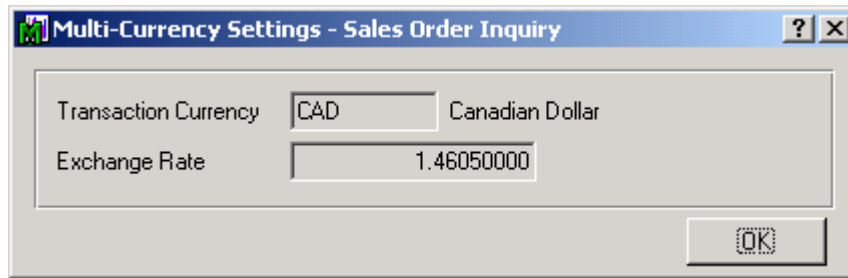 Multi-Currency Settings - Sales Order Inquiry
Transaction Currency CAD Canadian Dollar
Exchange Rate 1.46050000
OK